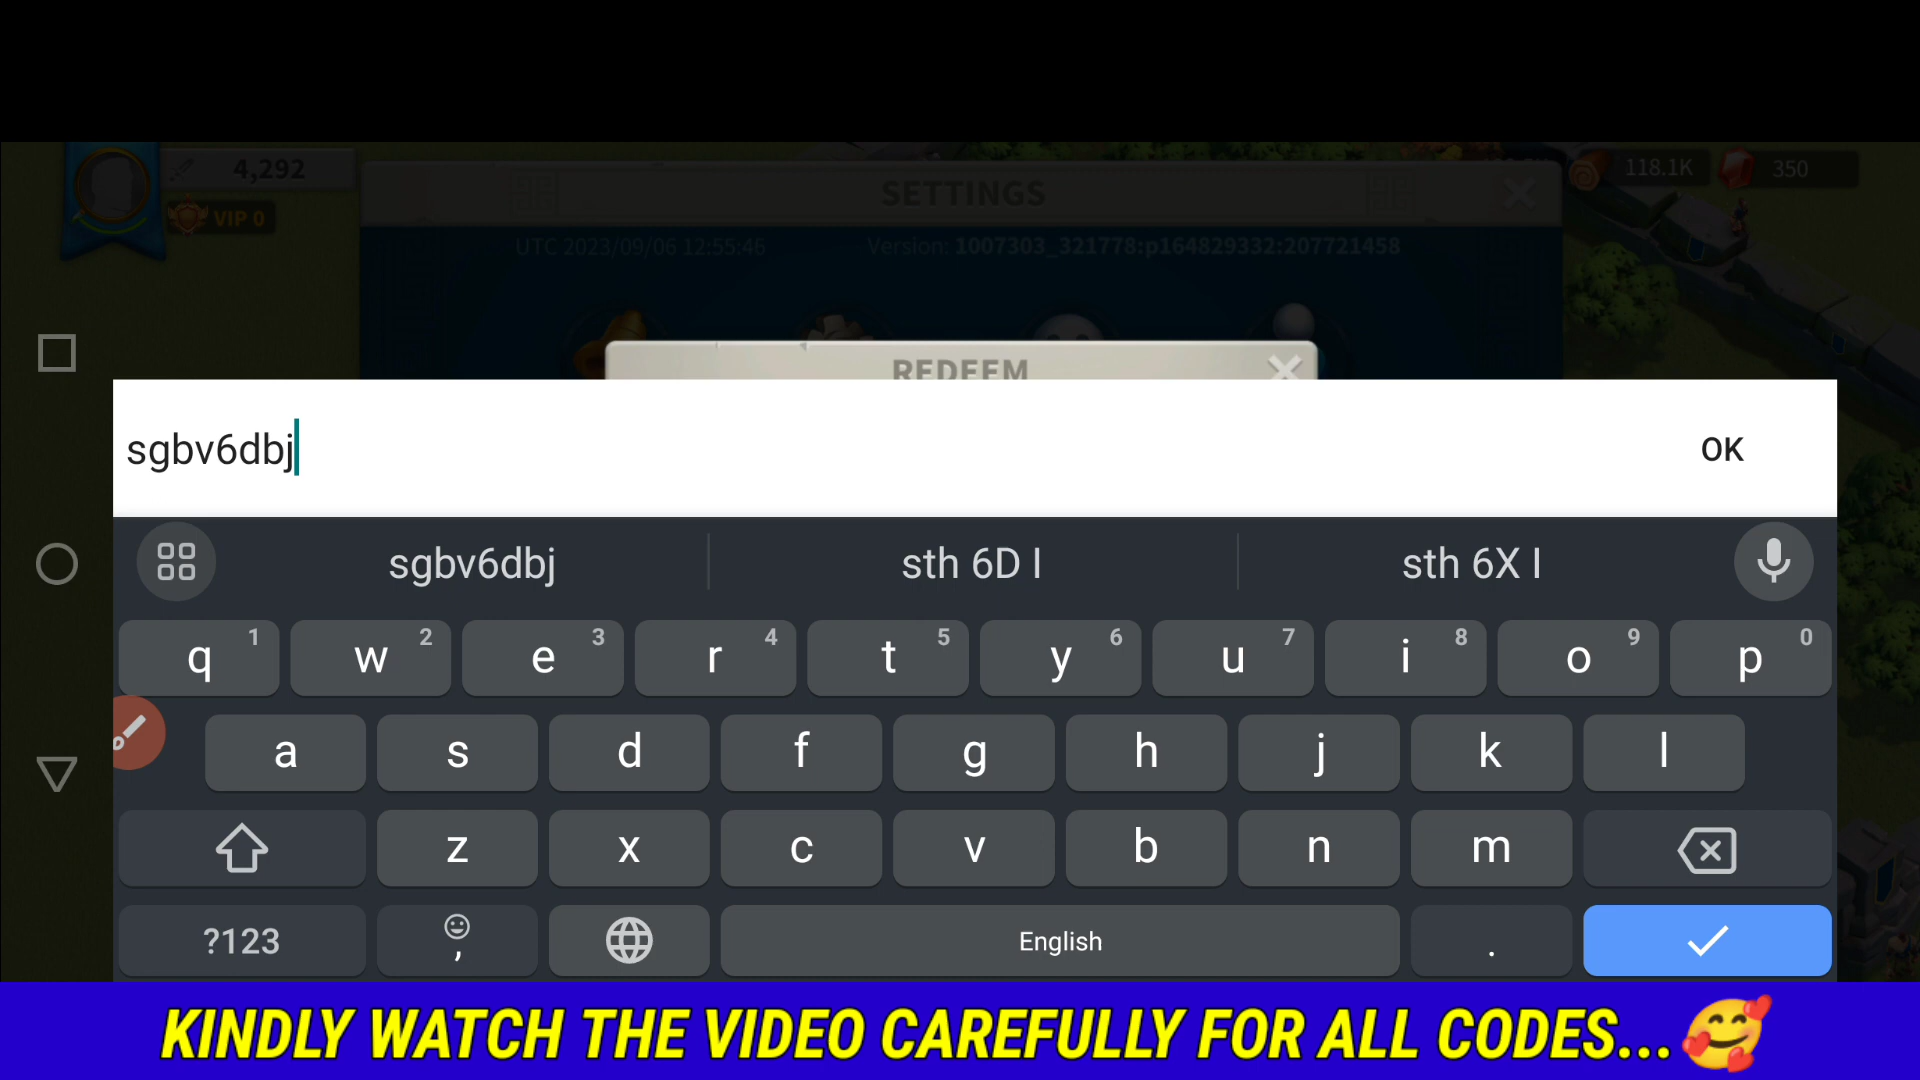 4,292
VIP 0
SETTINGS
118.1K
350
UTC 2023/09/06 12:55:46
Version: 1007303_321778:p164829332:207721458
REDEEM
sgbv6dbj
OK
sgbv6dbj
sth 6D I
sth 6X I
q 1 w 2 e 3 r 4 t 5 y 6 u 7 i 8 o 9 p 0
a s d f g h j k l
z x c v b n m
?123 , English .
KINDLY WATCH THE VIDEO CAREFULLY FOR ALL CODES...